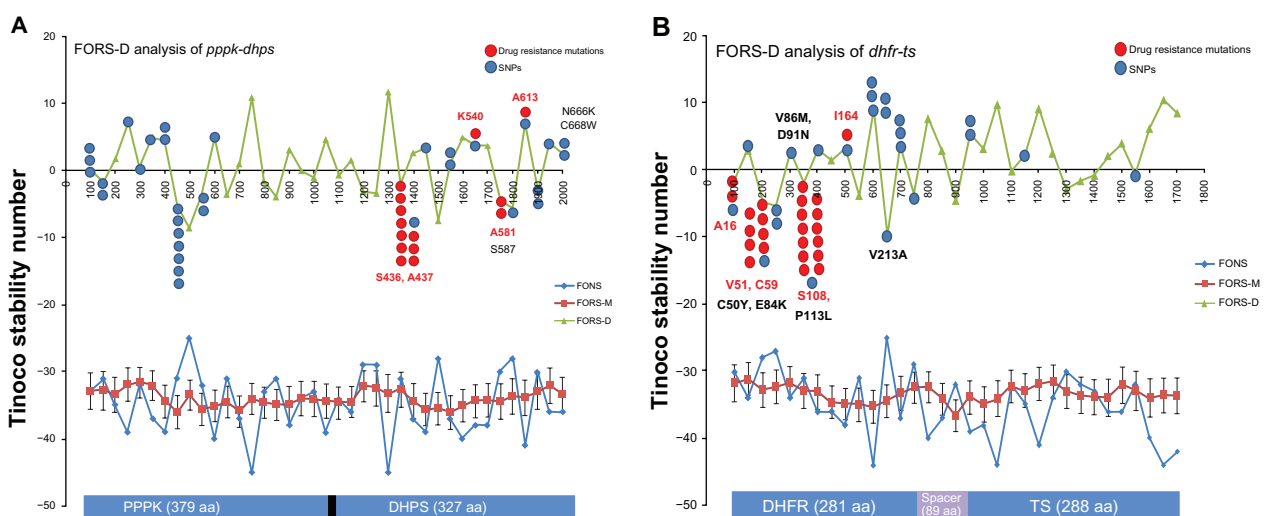 A
FORS-D analysis of pppk-dhps
Drug resistance mutations
SNPs
Tinoco stability number
20
10
0
−10
−20
−30
−40
−50
0
100
200
300
400
500
600
700
800
900
1000
1100
1200
1300
1400
1500
1600
1700
1800
1900
2000
K540
A613
N666K
C668W
A581
S587
S436, A437
FONS
FORS-M
FORS-D
PPPK (379 aa)
DHPS (327 aa)
B
FORS-D analysis of dhfr-ts
Drug resistance mutations
SNPs
Tinoco stability number
20
10
0
−10
−20
−30
−40
−50
0
100
200
300
400
500
600
700
800
900
1000
1100
1200
1300
1400
1500
1600
1700
1800
V86M,
D91N
I164
A16
V51, C59
C50Y, E84K
S108,
P113L
V213A
FONS
FORS-M
FORS-D
DHFR (281 aa)
Spacer
(89 aa)
TS (288 aa)